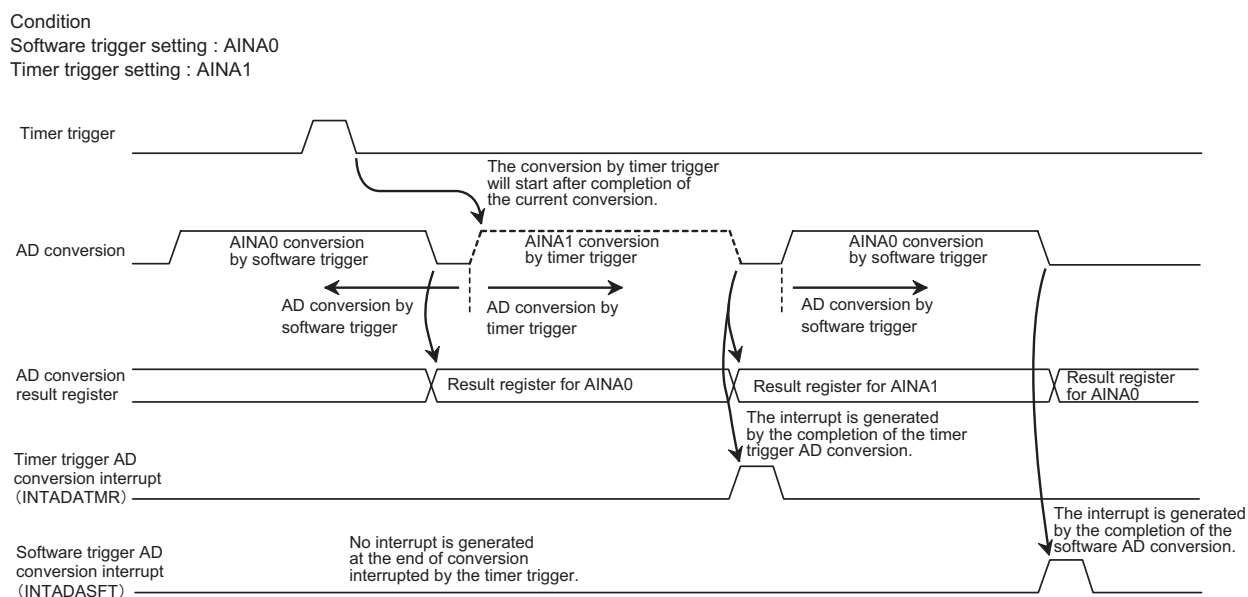 Condition
Software trigger setting : AINA0
Timer trigger setting : AINA1
Timer trigger
The conversion by timer trigger
will start after completion of
the current conversion.
AD conversion
AINA0 conversion
by software trigger
AINA1 conversion
by timer trigger
AINA0 conversion
by software trigger
AD conversion by
software trigger
AD conversion by
timer trigger
AD conversion by
software trigger
AD conversion
result register
Result register for AINA0
Result register for AINA1
Result register
for AINA0
The interrupt is generated
by the completion of the timer
trigger AD conversion.
Timer trigger AD
conversion interrupt
(INTADATMR)
The interrupt is generated
by the completion of the
software AD conversion.
Software trigger AD
conversion interrupt
(INTADASFT)
No interrupt is generated
at the end of conversion
interrupted by the timer trigger.